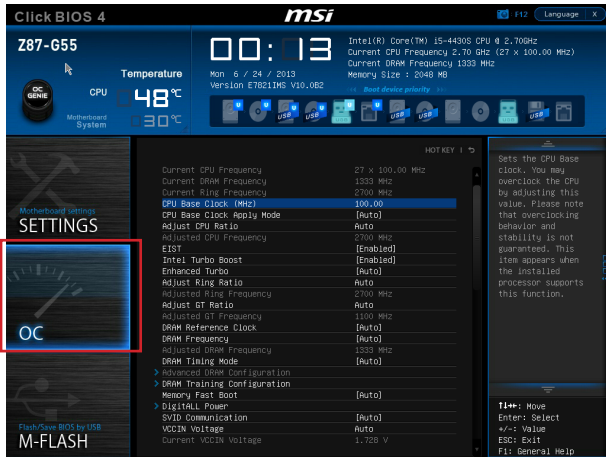 Click BIOS 4
msi
F12
Language
X
Z87-G55
00:13
Mon 6 / 24 / 2013
Version E7821IMS V10.0B2
Intel(R) Core(TM) i5-4430S CPU @ 2.70GHz
Current CPU Frequency 2.70 GHz (27 x 100.00 MHz)
Current DRAM Frequency 1333 MHz
Memory Size : 2048 MB
Boot device priority
Temperature
OC
GENIE
CPU
48°C
Motherboard
System
30°C
U
U
USB
U
USB
U
U
U
USB
USB
USB
HOT KEY
Motherboard settings
SETTINGS
OC
Flash/Save BIOS by USB
M-FLASH
Current CPU Frequency 27 x 100.00 MHz
Current DRAM Frequency 1333 MHz
Current Ring Frequency 2700 MHz
CPU Base Clock (MHz) 100.00
CPU Base Clock Apply Mode [Auto]
Adjust CPU Ratio Auto
Adjusted CPU Frequency 2700 MHz
EIST [Enabled]
Intel Turbo Boost [Enabled]
Enhanced Turbo [Auto]
Adjust Ring Ratio Auto
Adjusted Ring Frequency 2700 MHz
Adjust GT Ratio Auto
Adjusted GT Frequency 1100 MHz
DRAM Reference Clock [Auto]
DRAM Frequency [Auto]
Adjusted DRAM Frequency 1333 MHz
DRAM Timing Mode [Auto]
> Advanced DRAM Configuration
> DRAM Training Configuration
Memory Fast Boot [Auto]
> DigitALL Power
SVID Communication [Auto]
VCCIN Voltage Auto
Current VCCIN Voltage 1.728 V
Sets the CPU Base
clock. You may
overclock the CPU
by adjusting this
value. Please note
that overclocking
behavior and
stability is not
guaranteed. This
item appears when
the installed
processor supports
this function.
↑↓→←: Move
Enter: Select
+/-: Value
ESC: Exit
F1: General Help